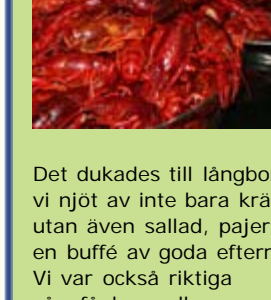 Det dukades till långbo
vi njöt av inte bara krä
utan även sallad, pajer
en buffé av goda efterr
Vi var också riktiga